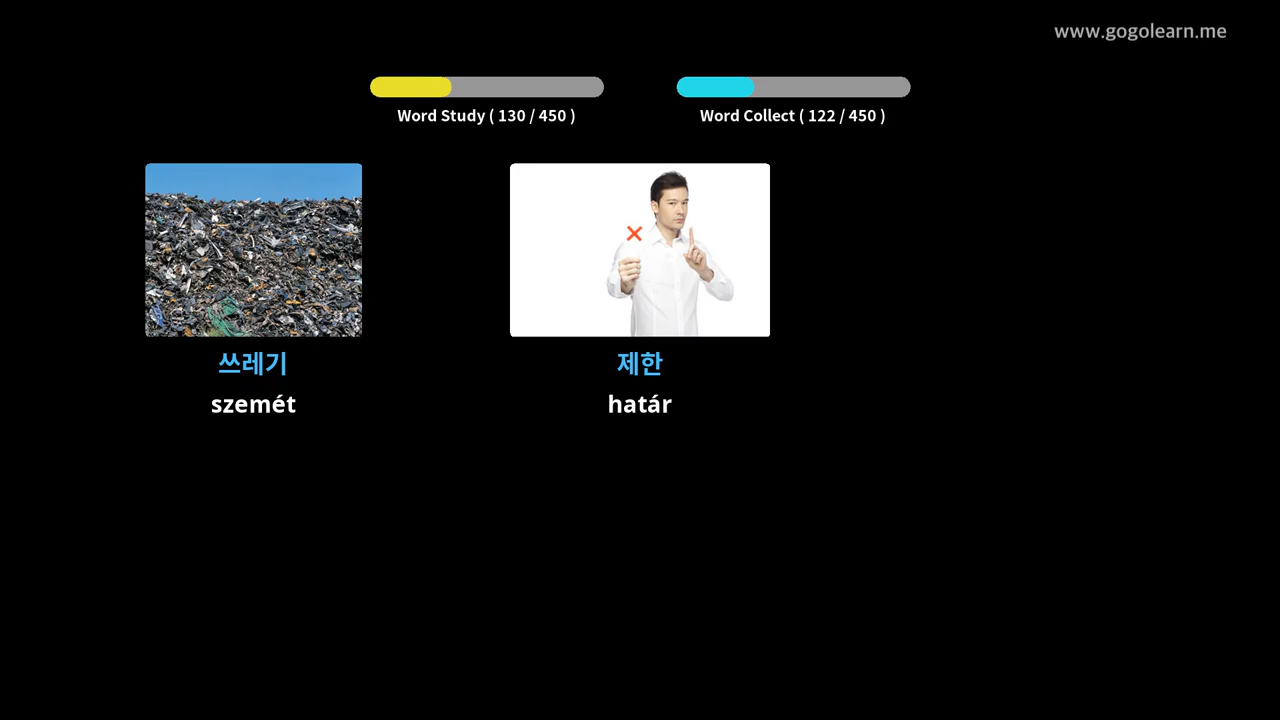 www.gogolearn.me
Word Study ( 130 / 450 )
Word Collect ( 122 / 450 )
쓰레기
szemét
제한
határ